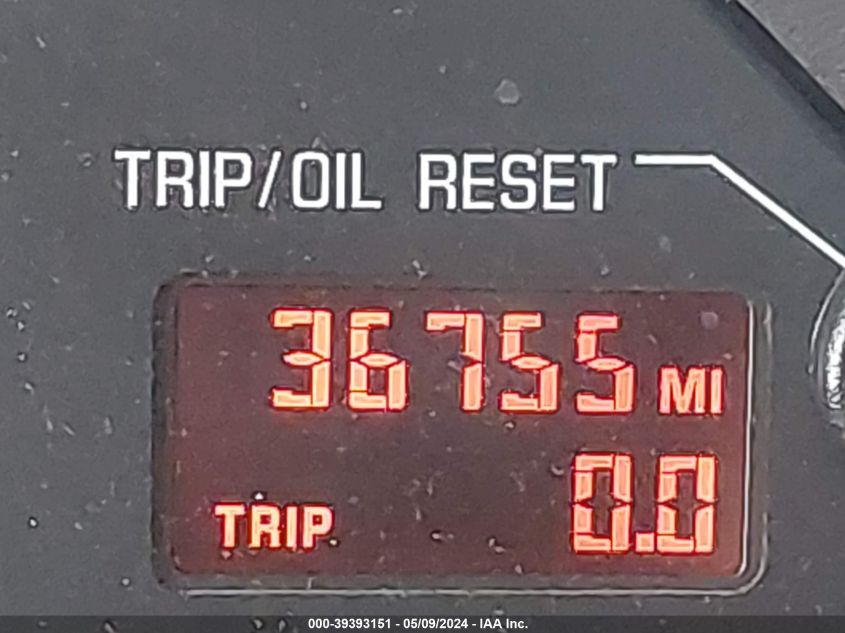 TRIP/OIL RESET
36755 MI
TRIP 0.0
000-39393151 - 05/09/2024 - IAA Inc.